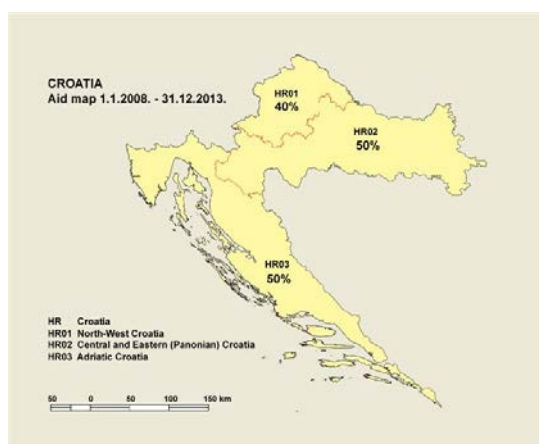 CROATIA
Aid map 1.1.2008. - 31.12.2013.
HR01
40%
HR02
50%
HR03
50%
HR Croatia
HR01 North-West Croatia
HR02 Central and Eastern (Panonian) Croatia
HR03 Adriatic Croatia
50 0 50 100 150 km